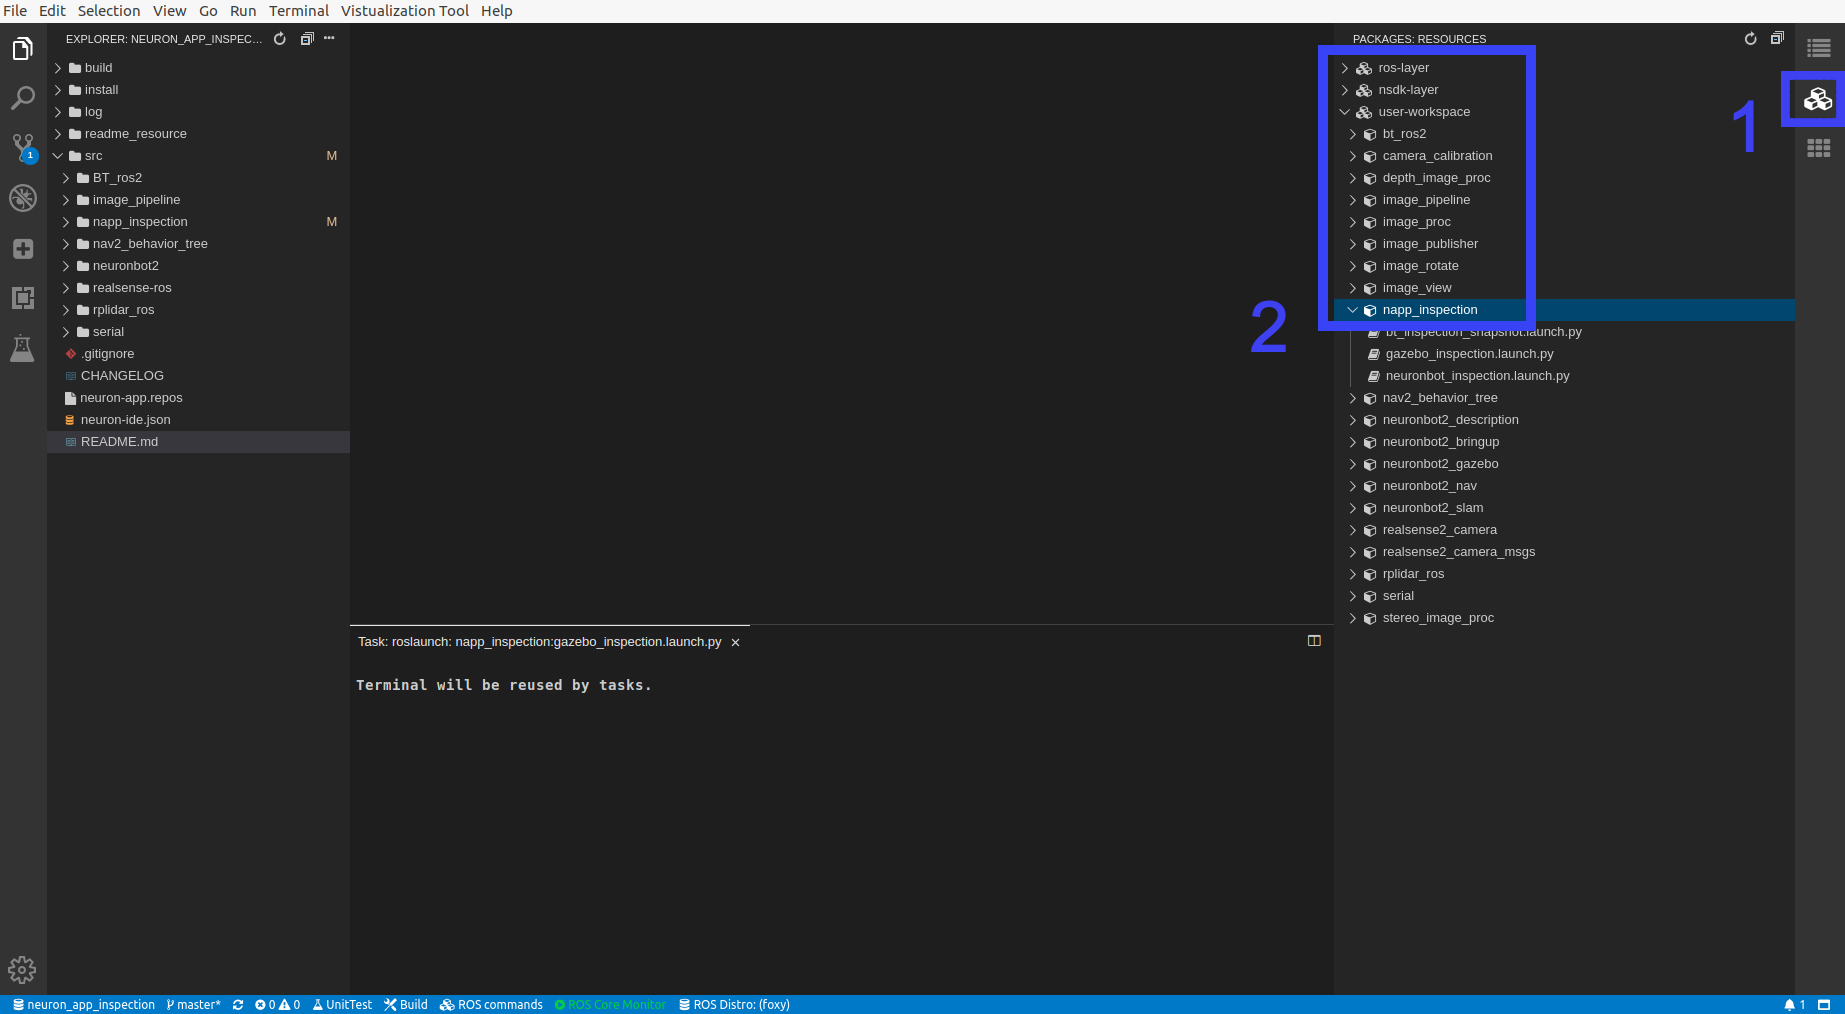 File Edit Selection View Go Run Terminal Vistualization Tool Help
EXPLORER: NEURON_APP_INSPEC...
build
install
log
readme_resource
src M
BT_ros2
image_pipeline
napp_inspection M
nav2_behavior_tree
neuronbot2
realsense-ros
rplidar_ros
serial
.gitignore
CHANGELOG
neuron-app.repos
neuron-ide.json
README.md
1
Task: roslaunch: napp_inspection:gazebo_inspection.launch.py
Terminal will be reused by tasks.
PACKAGES: RESOURCES
ros-layer
nsdk-layer
user-workspace
bt_ros2
camera_calibration
depth_image_proc
image_pipeline
image_proc
image_publisher
image_rotate
image_view
napp_inspection
bt_inspection_snapshot.launch.py
gazebo_inspection.launch.py
neuronbot_inspection.launch.py
nav2_behavior_tree
neuronbot2_description
neuronbot2_bringup
neuronbot2_gazebo
neuronbot2_nav
neuronbot2_slam
realsense2_camera
realsense2_camera_msgs
rplidar_ros
serial
stereo_image_proc
1
2
neuron_app_inspection master* 0 0 UnitTest Build ROS commands ROS Core Monitor ROS Distro: (foxy) 1